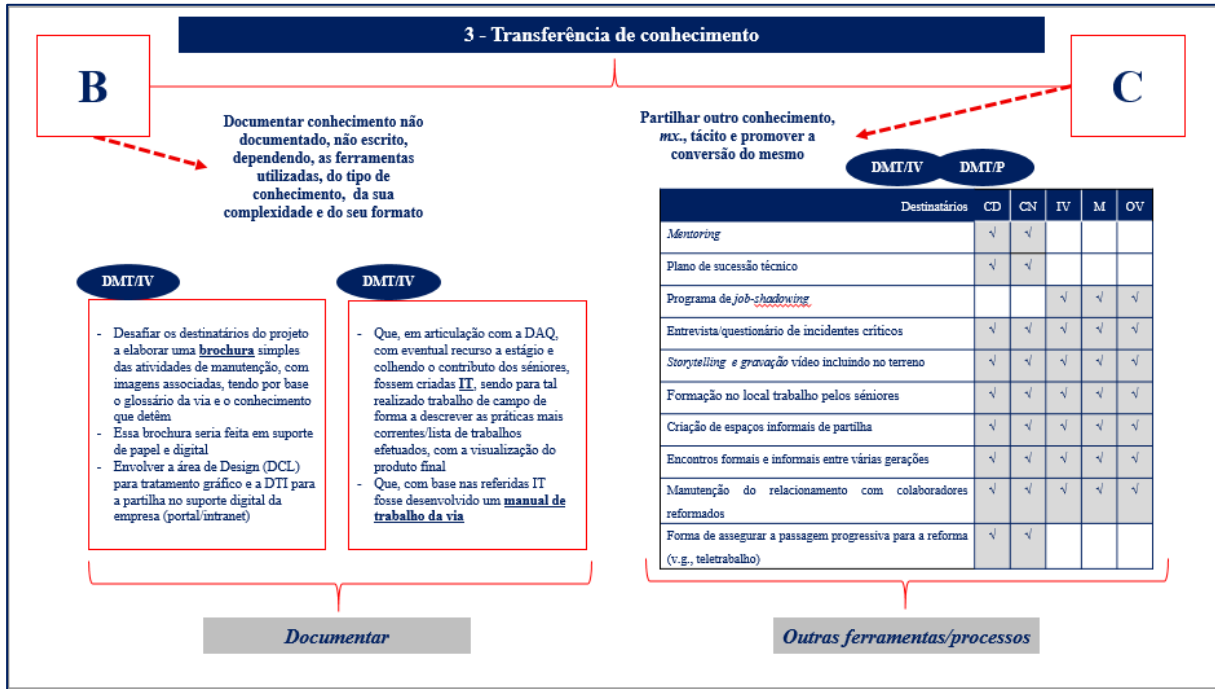 3 - Transferência de conhecimento
B
C
Documentar conhecimento não
documentado, não escrito,
dependendo, as ferramentas
utilizadas, do tipo de
conhecimento, da sua
complexidade e do seu formato
Partilhar outro conhecimento,
mx., tácito e promover a
conversão do mesmo
DMT/IV
- Desafiar os destinatários do projeto
a elaborar uma brochura simples
das atividades de manutenção, com
imagens associadas, tendo por base
o glossário da via e o conhecimento
que detêm
- Essa brochura seria feita em suporte
de papel e digital
- Envolver a área de Design (DCL)
para tratamento gráfico e a DTI para
a partilha no suporte digital da
empresa (portal/intranet)
DMT/IV
- Que, em articulação com a DAQ,
com eventual recurso a estágio e
colhendo o contributo dos séniores,
fossem criadas IT, sendo para tal
realizado trabalho de campo de
forma a descrever as práticas mais
correntes/lista de trabalhos
efetuados, com a visualização do
produto final
- Que, com base nas referidas IT
fosse desenvolvido um manual de
trabalho da via
Documentar
DMT/IV DMT/P
Destinatários CD CN IV M OV
Mentoring √ √
Plano de sucessão técnico √ √
Programa de job-shadowing √ √ √
Entrevista/questionário de incidentes críticos √ √ √ √ √
Storytelling e gravação vídeo incluindo no terreno √ √ √ √ √
Formação no local trabalho pelos séniores √ √ √ √ √
Criação de espaços informais de partilha √ √ √ √ √
Encontros formais e informais entre várias gerações √ √ √ √ √
Manutenção do relacionamento com colaboradores √ √ √ √ √
reformados
Forma de assegurar a passagem progressiva para a reforma √ √
(v.g., teletrabalho)
Outras ferramentas/processos